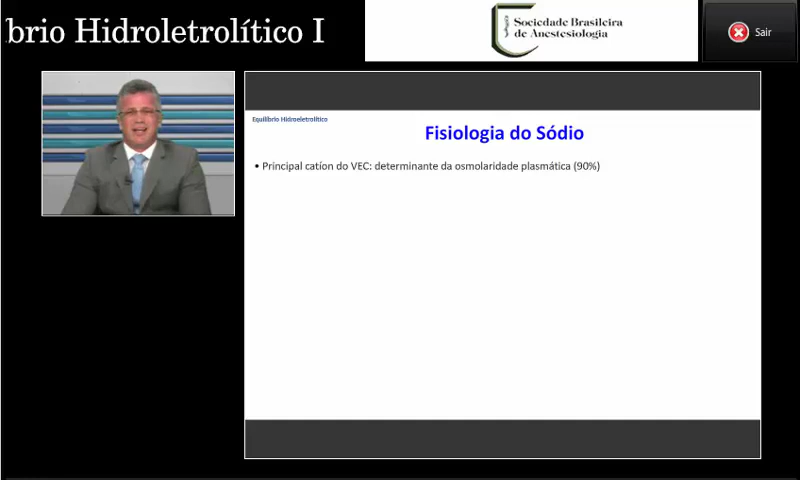 brio Hidroletrolítico I
Sociedade Brasileira
de Anestesiologia
Sair
Equilíbrio Hidroeletrolítico
Fisiologia do Sódio
• Principal catíon do VEC: determinante da osmolaridade plasmática (90%)